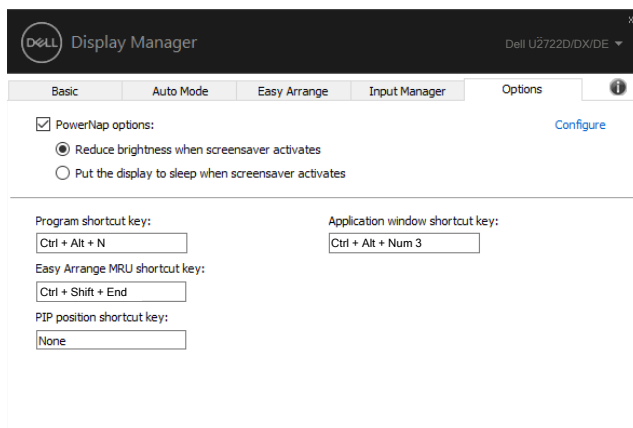 DELL Display Manager
Dell U2722D/DX/DE
Basic Auto Mode Easy Arrange Input Manager Options
PowerNap options: Configure
Reduce brightness when screensaver activates
Put the display to sleep when screensaver activates
Program shortcut key: Application window shortcut key:
Ctrl + Alt + N Ctrl + Alt + Num 3
Easy Arrange MRU shortcut key:
Ctrl + Shift + End
PIP position shortcut key:
None